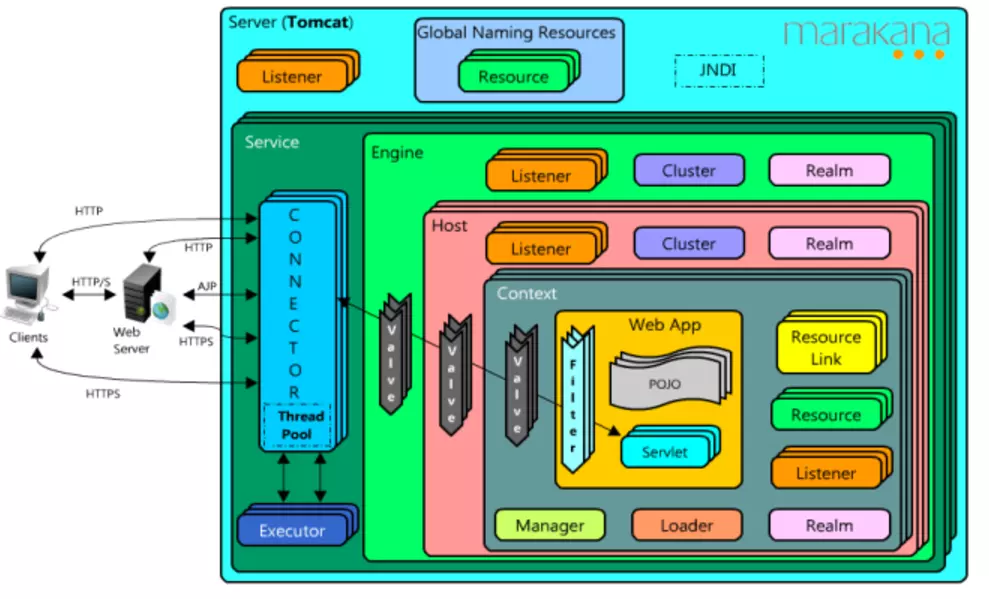 Server (Tomcat)
Global Naming Resources
marakana
Listener
Resource
JNDI
Service
Engine
Listener
Cluster
Realm
Host
Listener
Cluster
Realm
Context
CONNECTOR
Thread
Pool
Executor
HTTP
HTTP
HTTP/S
AJP
HTTPS
HTTPS
Clients
Web
Server
Valve
Valve
Valve
Web App
Filter
POJO
Servlet
Resource
Link
Resource
Listener
Manager
Loader
Realm